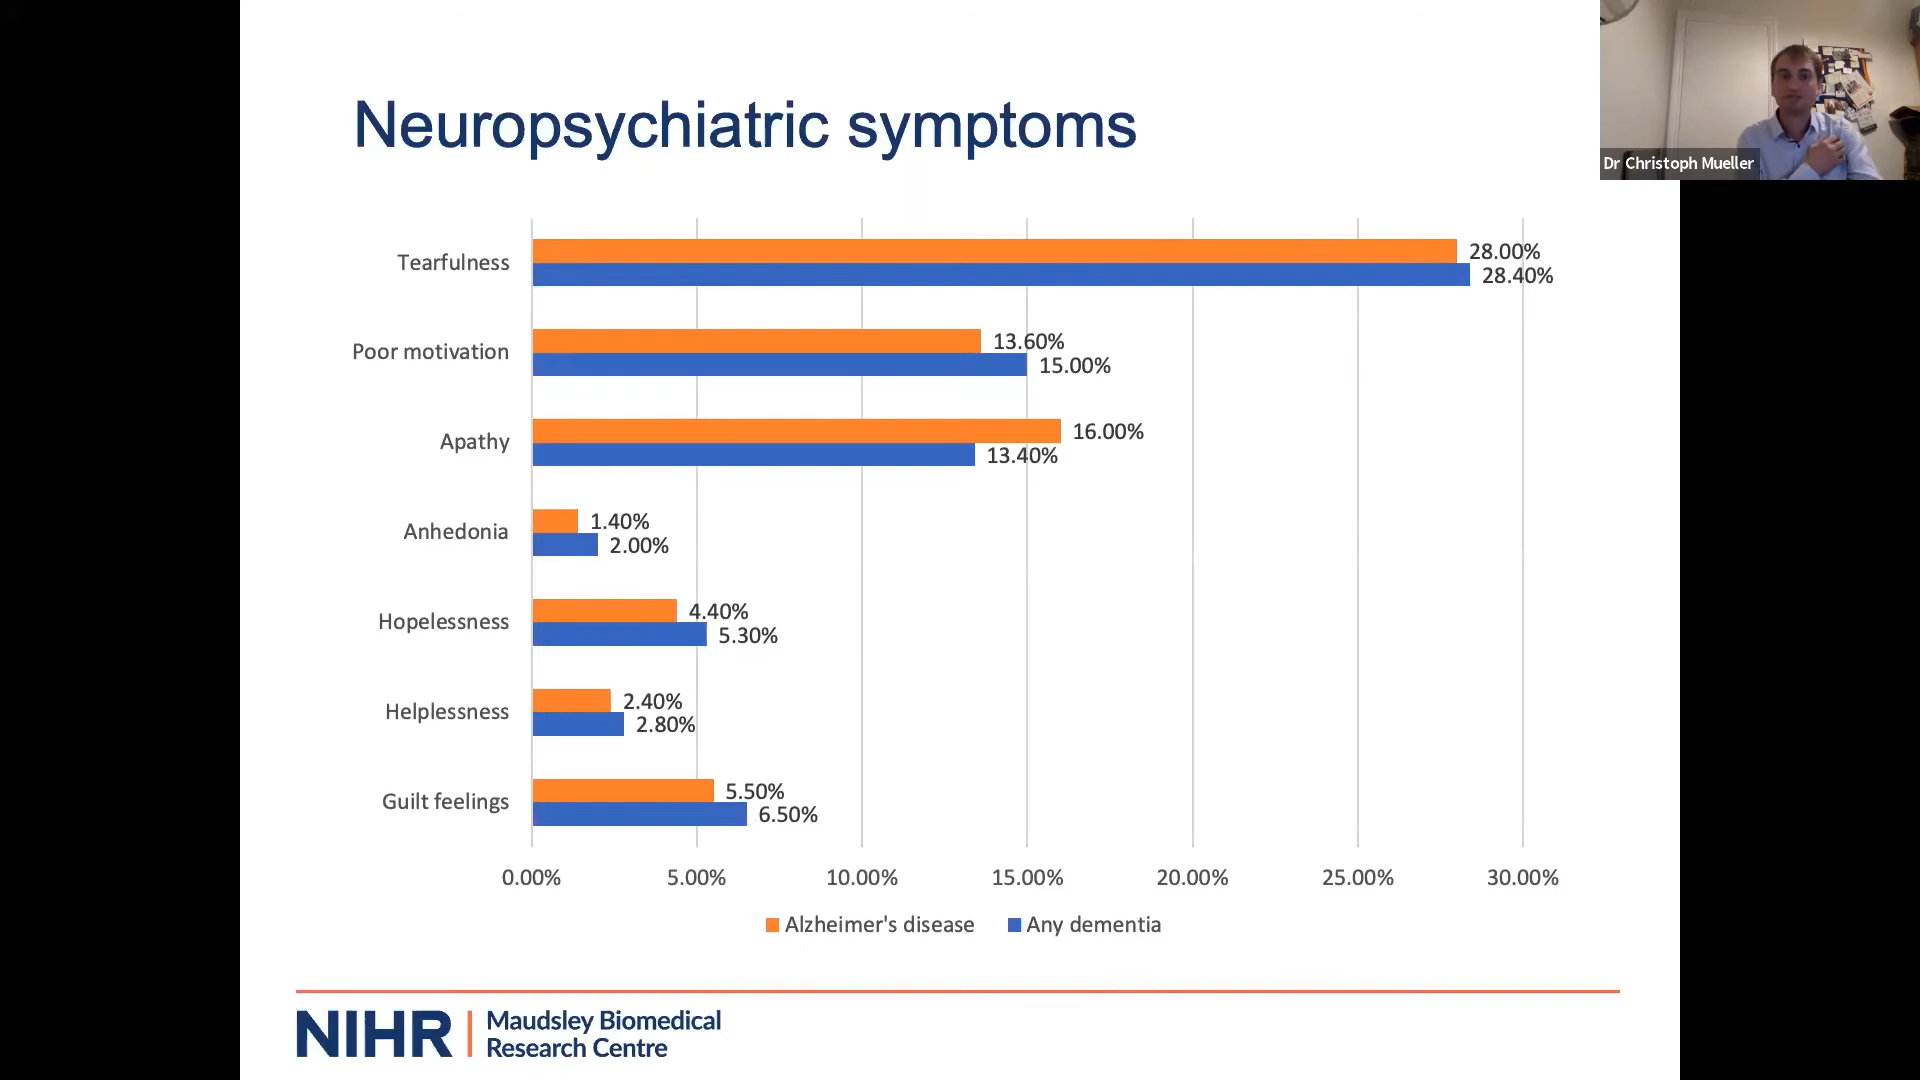 Neuropsychiatric symptoms
Dr Christoph Mueller
Tearfulness
28.00%
28.40%
Poor motivation
13.60%
15.00%
Apathy
16.00%
13.40%
Anhedonia
1.40%
2.00%
Hopelessness
4.40%
5.30%
Helplessness
2.40%
2.80%
Guilt feelings
5.50%
6.50%
0.00% 5.00% 10.00% 15.00% 20.00% 25.00% 30.00%
Alzheimer's disease Any dementia
NIHR
Maudsley Biomedical
Research Centre